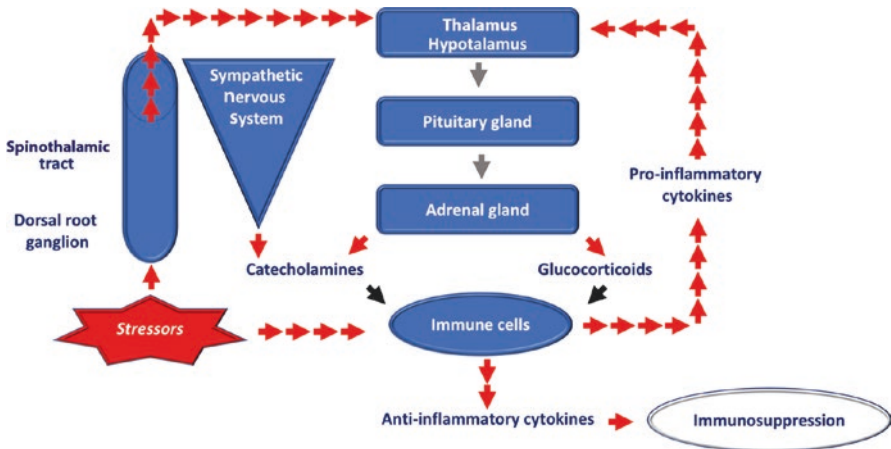 Thalamus
Hypotalamus
Sympathetic
nervous
System
Pituitary gland
Spinothalamic
tract
Pro-inflammatory
cytokines
Adrenal gland
Dorsal root
ganglion
Catecholamines
Glucocorticoids
Stressors
Immune cells
Anti-inflammatory cytokines
Immunosuppression